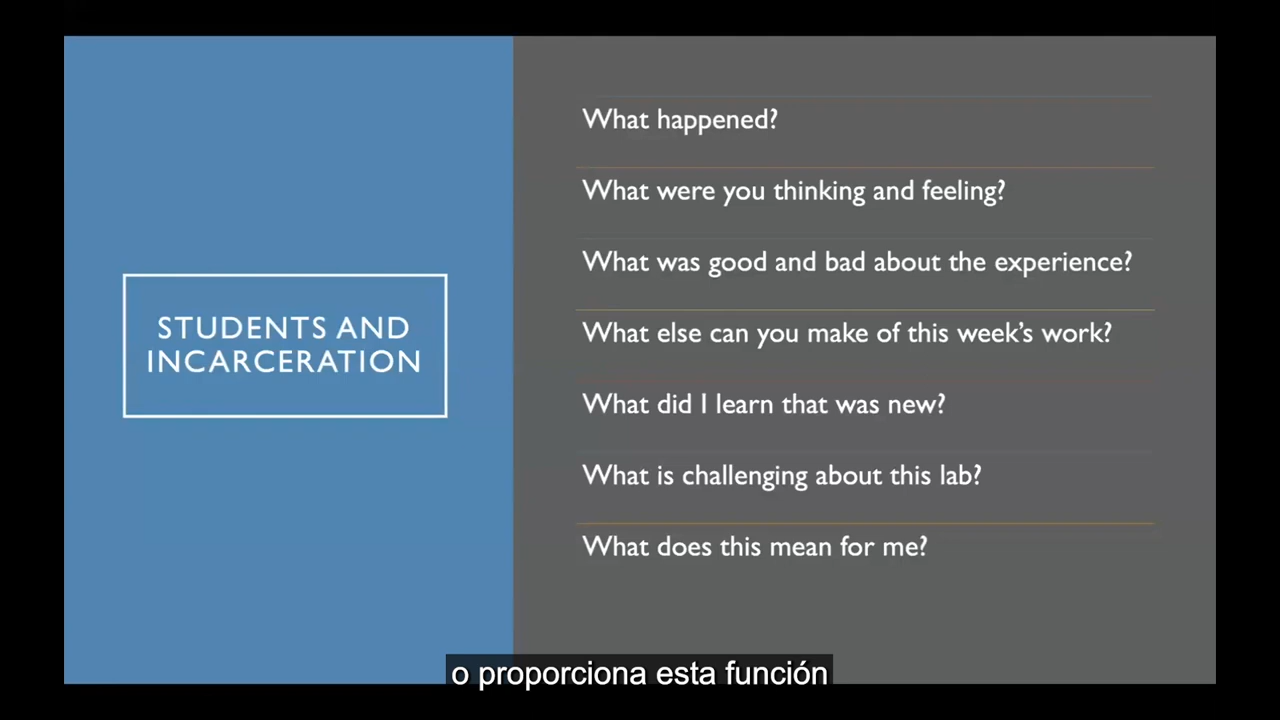 STUDENTS AND
INCARCERATION
What happened?
What were you thinking and feeling?
What was good and bad about the experience?
What else can you make of this week’s work?
What did I learn that was new?
What is challenging about this lab?
What does this mean for me?
o proporciona esta función